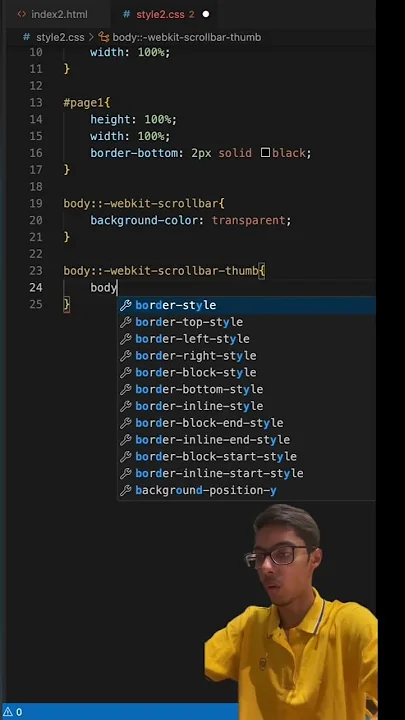 index2.html
style2.css 2
style2.css > body::-webkit-scrollbar-thumb
10 width: 100%;
11 }
12
13 #page1{
14 height: 100%;
15 width: 100%;
16 border-bottom: 2px solid black;
17 }
18
19 body::-webkit-scrollbar{
20 background-color: transparent;
21 }
22
23 body::-webkit-scrollbar-thumb{
24 body
25 }
border-style
border-top-style
border-left-style
border-right-style
border-block-style
border-bottom-style
border-inline-style
border-block-end-style
border-inline-end-style
border-block-start-style
border-inline-start-style
background-position-y
0